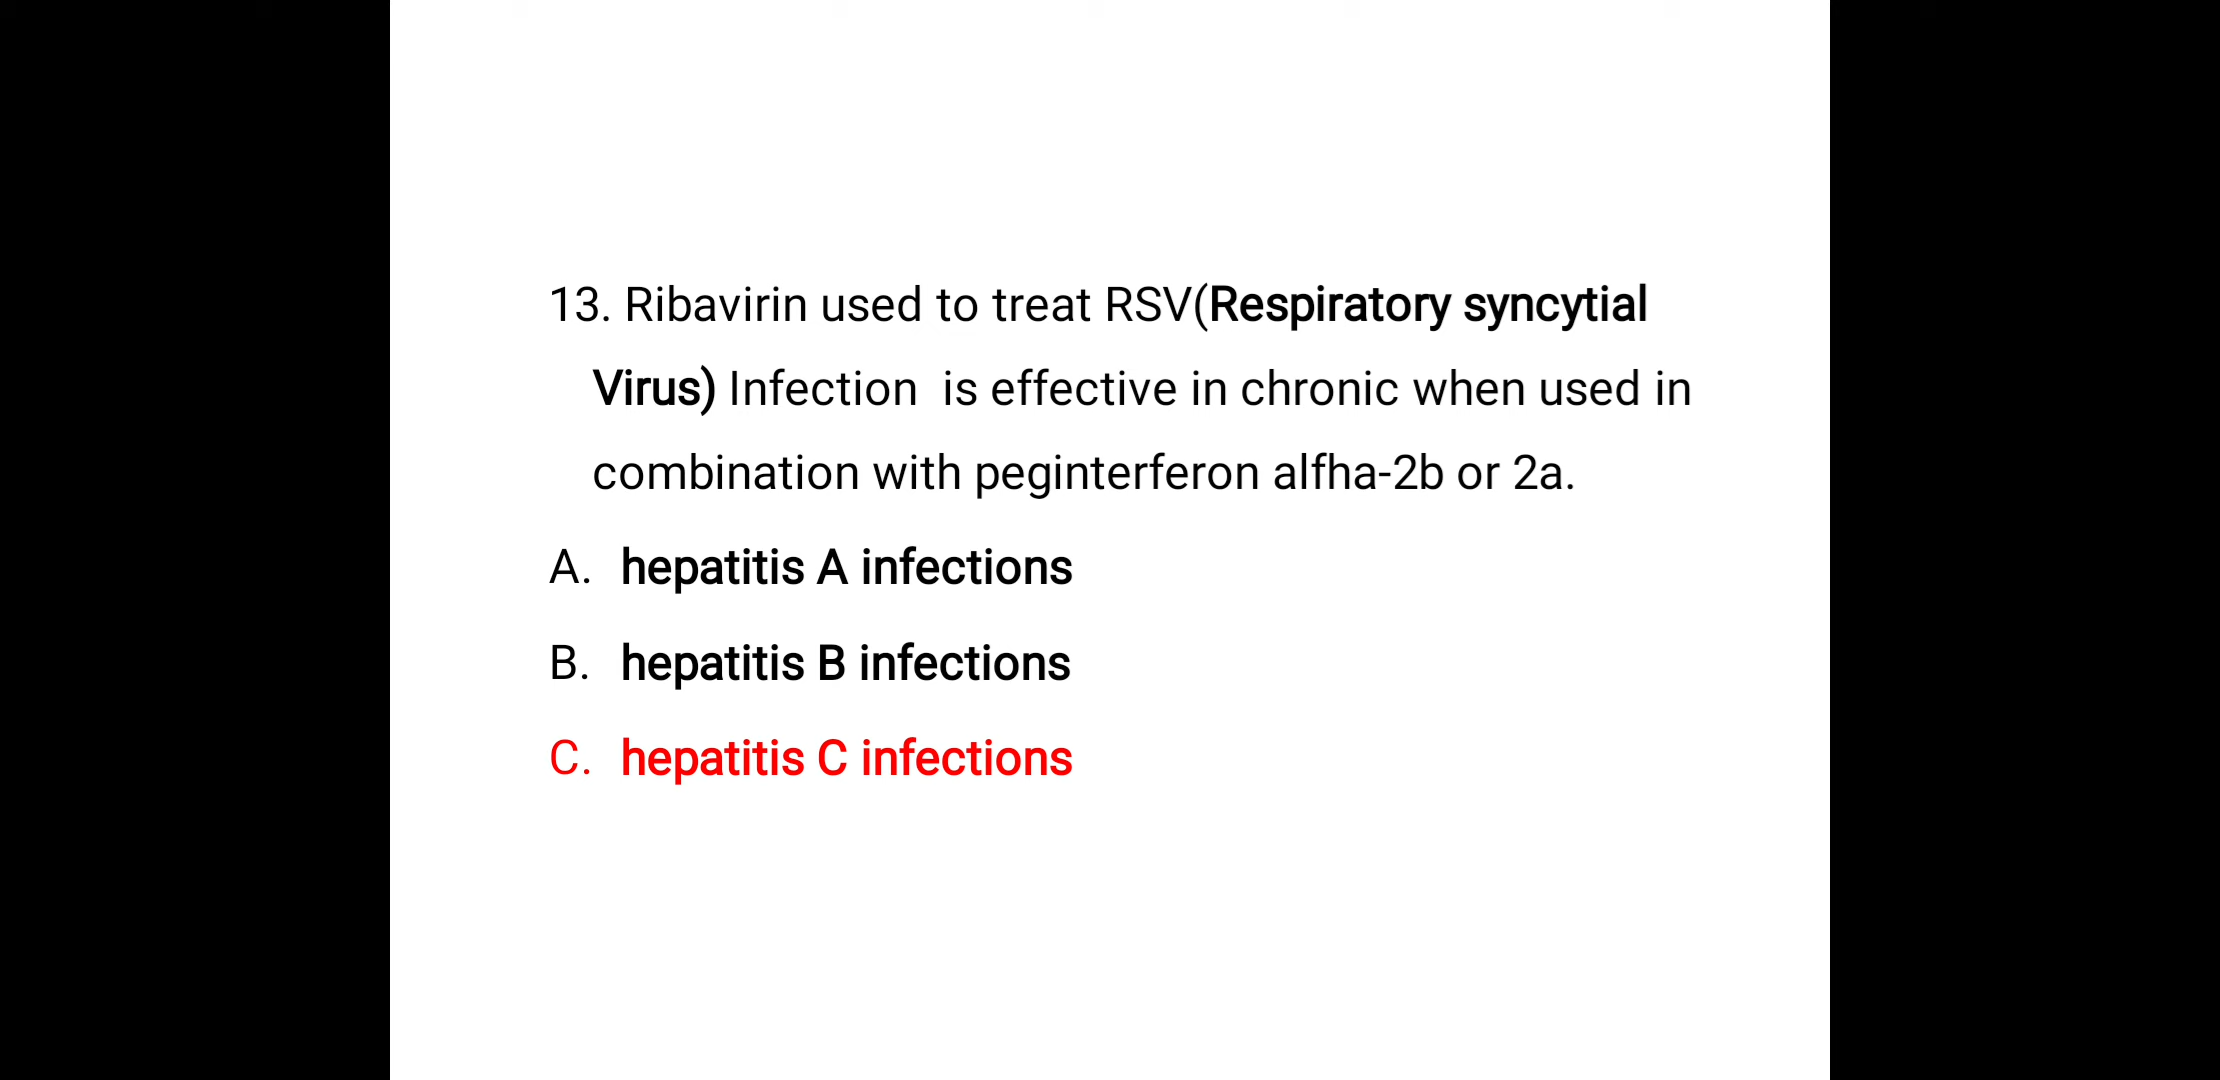 13. Ribavirin used to treat RSV(Respiratory syncytial
Virus) Infection  is effective in chronic when used in
combination with peginterferon alfha-2b or 2a.
A. hepatitis A infections
B. hepatitis B infections
C. hepatitis C infections